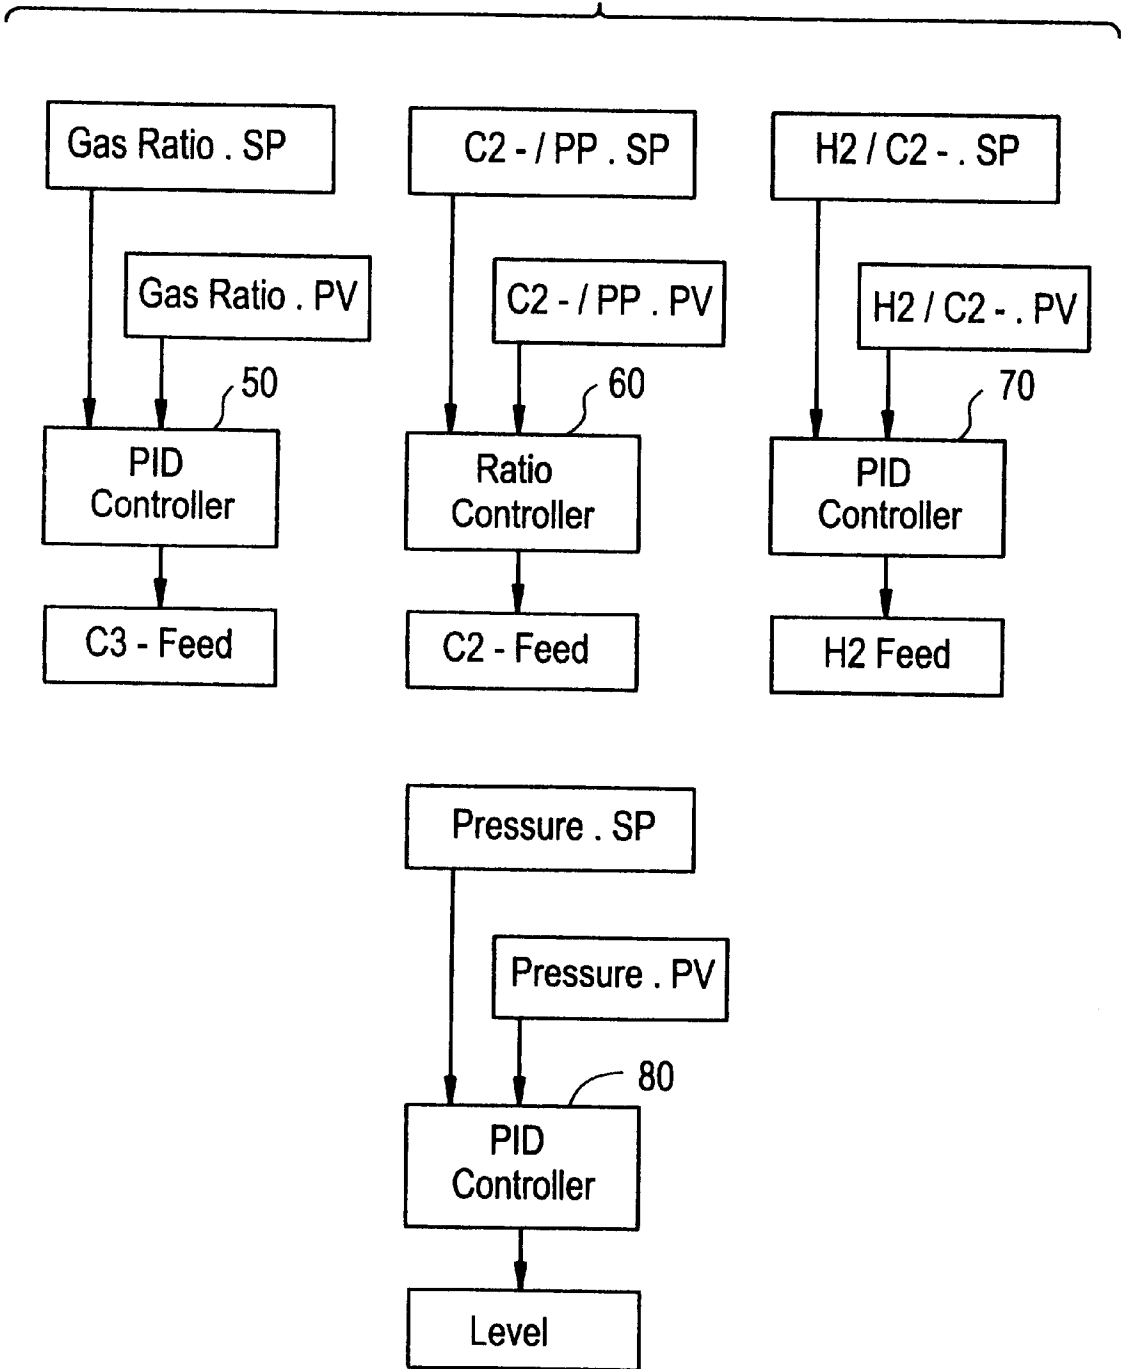 Gas Ratio . SP
C2 - / PP . SP
H2 / C2 - . SP
Gas Ratio . PV
C2 - / PP . PV
H2 / C2 - . PV
50
60
70
PID
Controller
Ratio
Controller
PID
Controller
C3 - Feed
C2 - Feed
H2 Feed
Pressure . SP
Pressure . PV
80
PID
Controller
Level